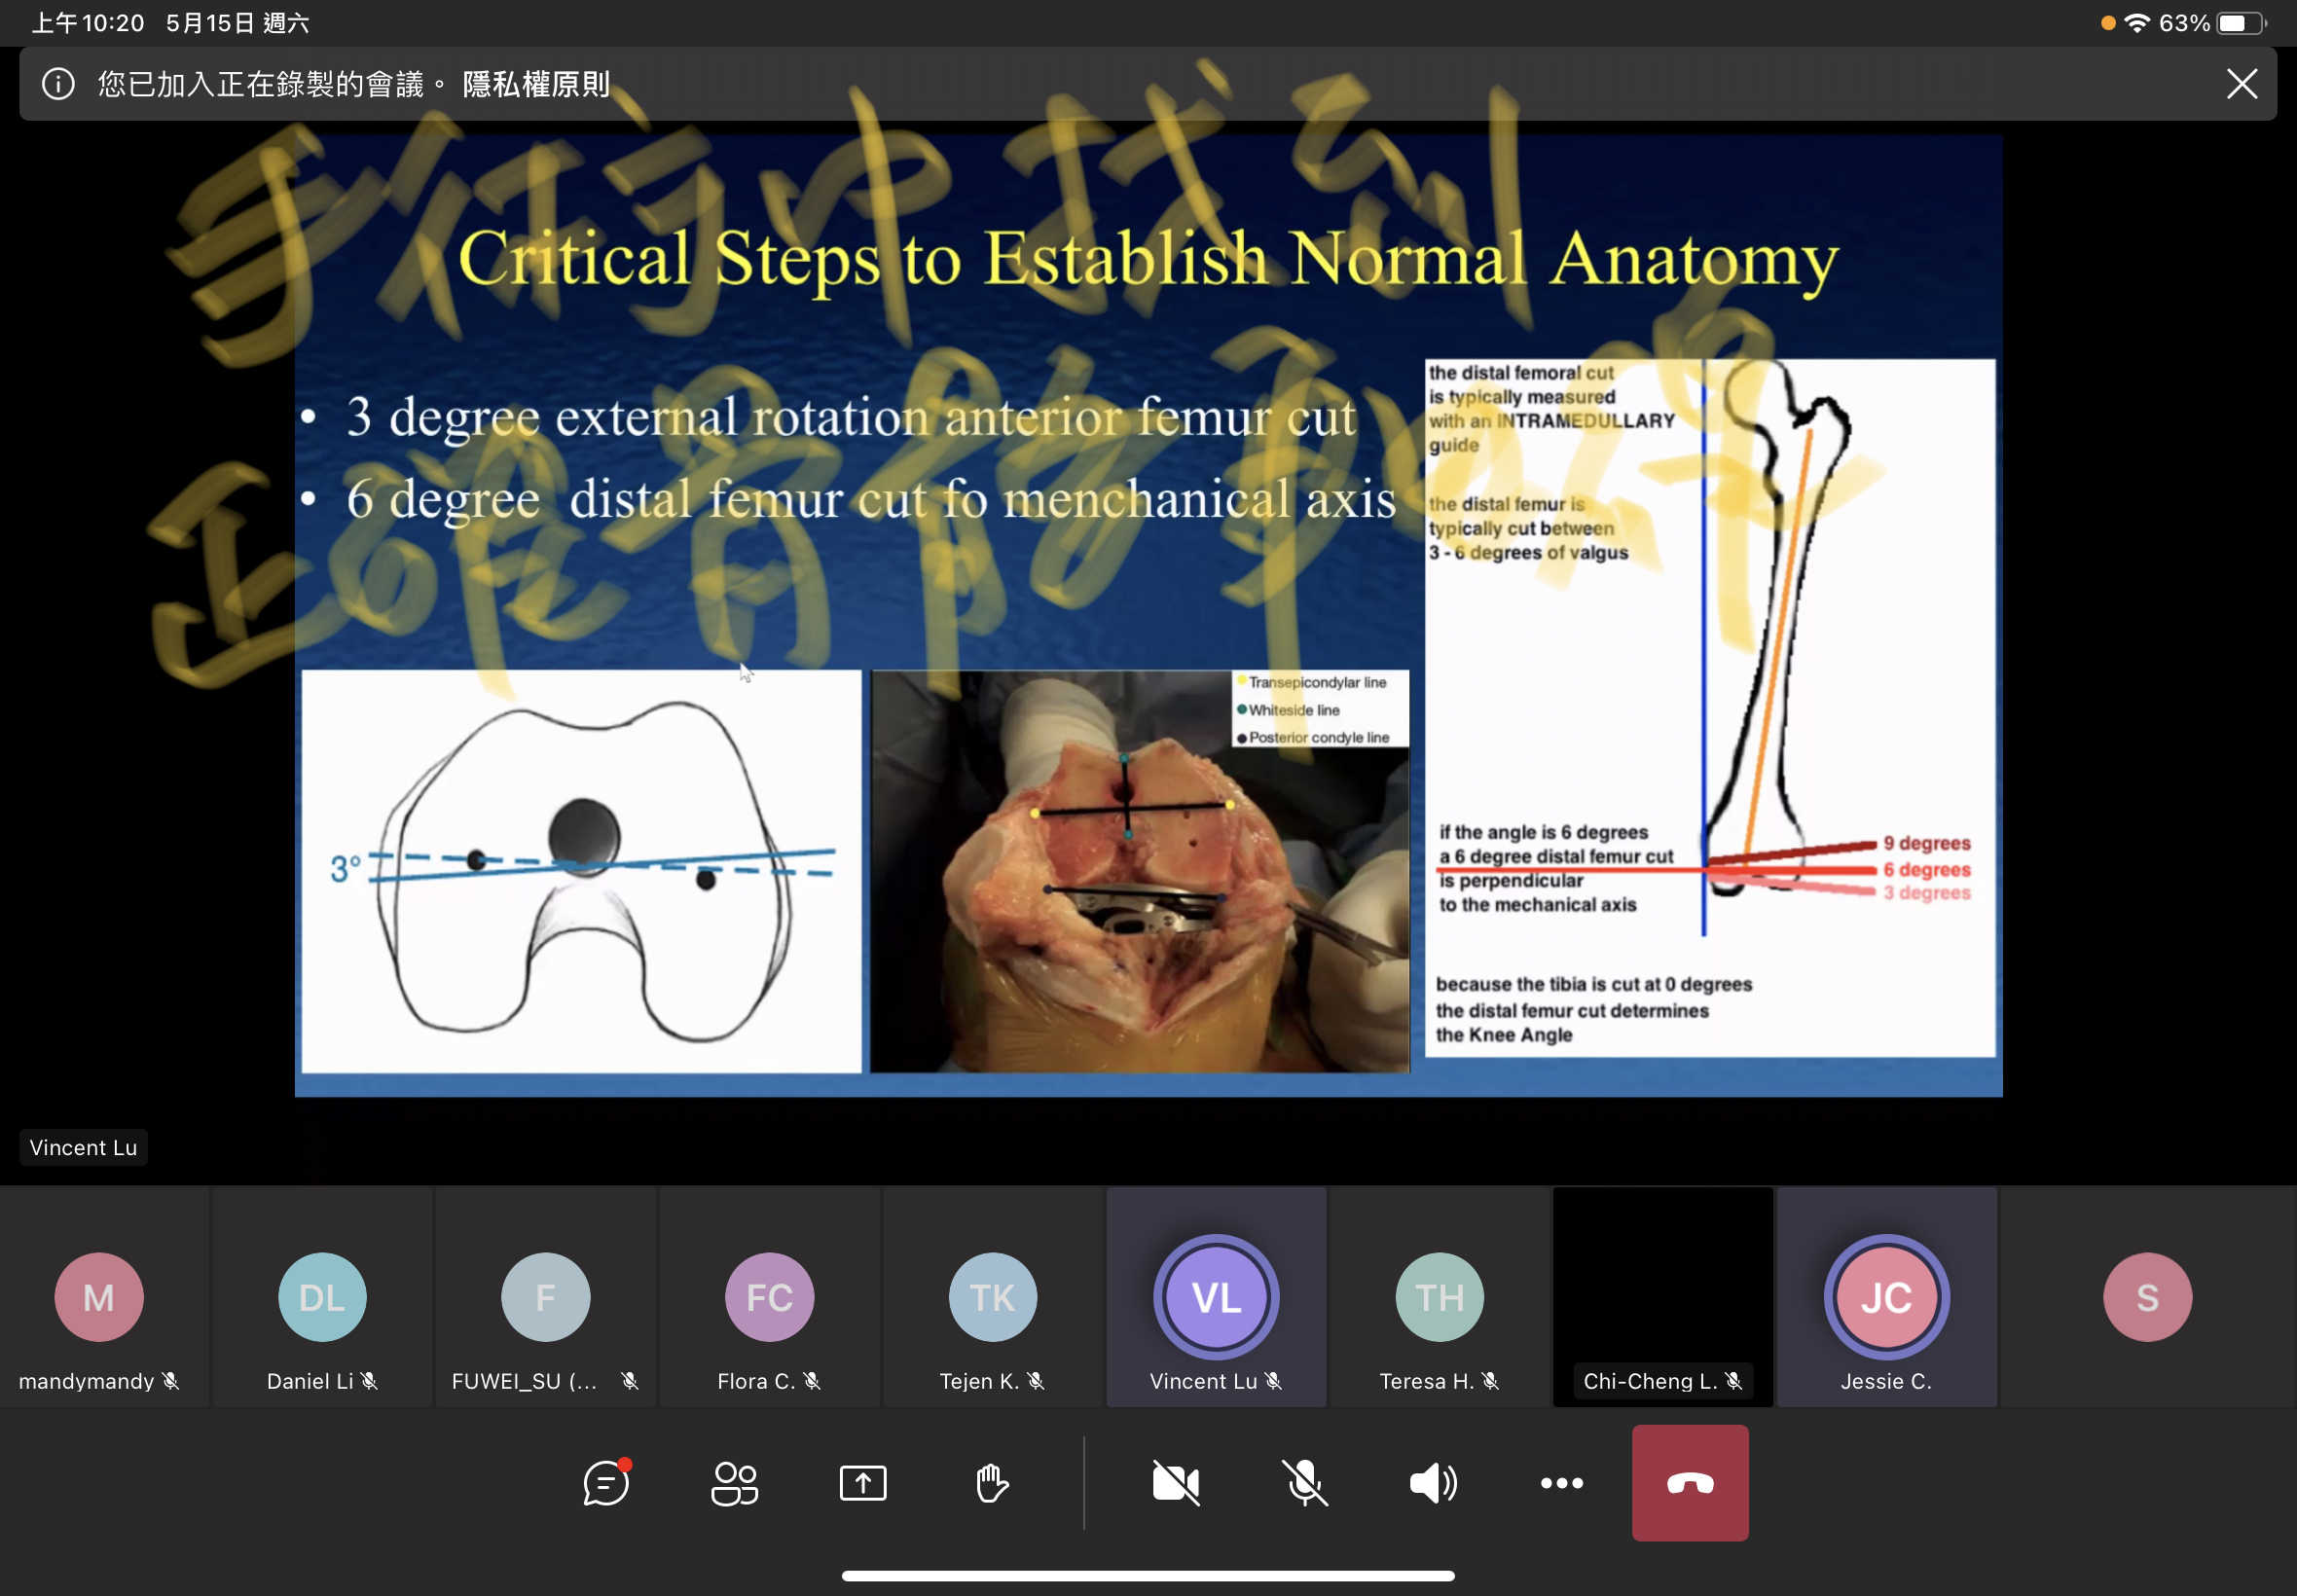 上午10:20 5月15日 週六
63%
您已加入正在錄製的會議。 隱私權原則
手術中找到
正確骨骼
Critical Steps to Establish Normal Anatomy
• 3 degree external rotation anterior femur cut
• 6 degree distal femur cut fo menchanical axis
the distal femoral cut
is typically measured
with an INTRAMEDULLARY
guide
the distal femur is
typically cut between
3 - 6 degrees of valgus
3°
Transepicondylar line
Whiteside line
Posterior condyle line
if the angle is 6 degrees
a 6 degree distal femur cut
is perpendicular
to the mechanical axis
9 degrees
6 degrees
3 degrees
because the tibia is cut at 0 degrees
the distal femur cut determines
the Knee Angle
Vincent Lu
M
DL
F
FC
TK
VL
TH
JC
S
mandymandy
Daniel Li
FUWEI_SU (...
Flora C.
Tejen K.
Vincent Lu
Teresa H.
Chi-Cheng L.
Jessie C.